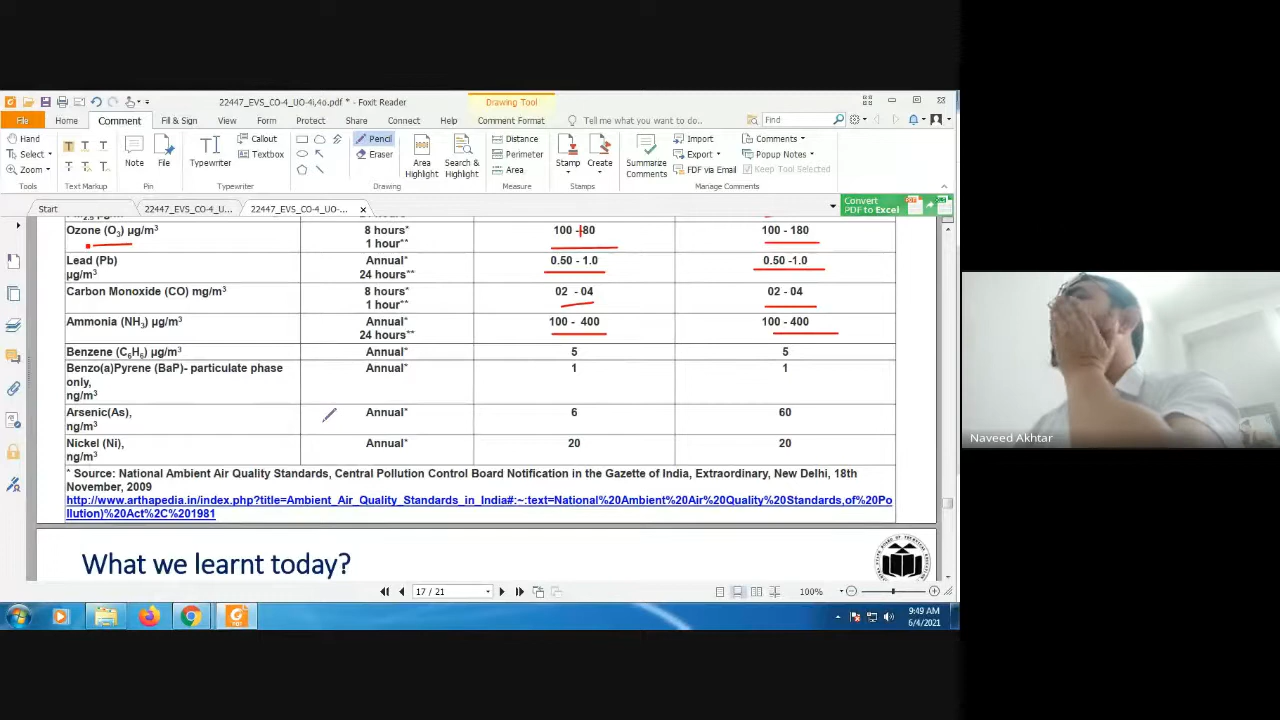 22447_EVS_CO-4_UO-4i,4o.pdf * - Foxit Reader
Drawing Tool
File Home Comment Fill & Sign View Form Protect Share Connect Help Comment Format Tell me what you want to do.. Find
Hand
Select
Zoom
Tools
Text Markup
Note
File
Pin
Typewriter
Callout
Textbox
Typewriter
Pencil
Eraser
Drawing
Area Highlight
Search & Highlight
Distance
Perimeter
Area
Measure
Stamp
Create
Stamps
Summarize Comments
Import
Export
FDF via Email
Comments
Popup Notes
Keep Tool Selected
Manage Comments
Start 22447_EVS_CO-4_U... 22447_EVS_CO-4_UO-...
Convert
PDF to Excel
Ozone (O3) µg/m3 8 hours* 100 - 80 100 - 180
1 hour**
Lead (Pb) Annual* 0.50 - 1.0 0.50 -1.0
µg/m3 24 hours**
Carbon Monoxide (CO) mg/m3 8 hours* 02 - 04 02 - 04
1 hour**
Ammonia (NH3) µg/m3 Annual* 100 - 400 100 - 400
24 hours**
Benzene (C6H6) µg/m3 Annual* 5 5
Benzo(a)Pyrene (BaP)- particulate phase Annual* 1 1
only,
ng/m3
Arsenic(As), Annual* 6 60
ng/m3
Nickel (Ni), Annual* 20 20
ng/m3
* Source: National Ambient Air Quality Standards, Central Pollution Control Board Notification in the Gazette of India, Extraordinary, New Delhi, 18th
November, 2009
http://www.arthapedia.in/index.php?title=Ambient_Air_Quality_Standards_in_India#:~:text=National%20Ambient%20Air%20Quality%20Standards,of%20Po
llution)%20Act%2C%201981
What we learnt today?
17 / 21
100%
9:49 AM
6/4/2021
Naveed Akhtar